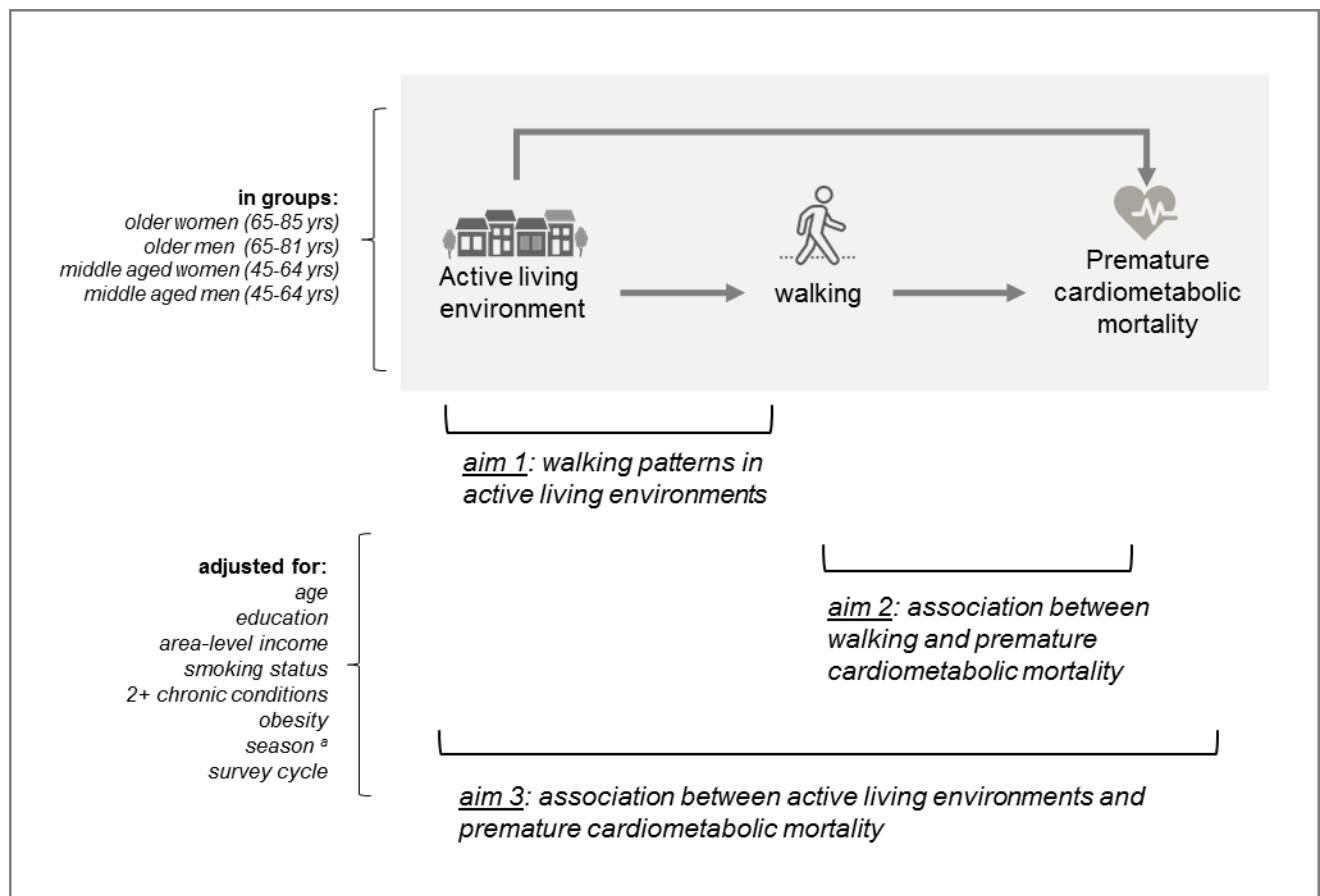 in groups:
older women (65-85 yrs)
older men (65-81 yrs)
middle aged women (45-64 yrs)
middle aged men (45-64 yrs)
Active living
environment
walking
Premature
cardiometabolic
mortality
aim 1: walking patterns in
active living environments
adjusted for:
age
education
area-level income
smoking status
2+ chronic conditions
obesity
season ª
survey cycle
aim 2: association between
walking and premature
cardiometabolic mortality
aim 3: association between active living environments and
premature cardiometabolic mortality